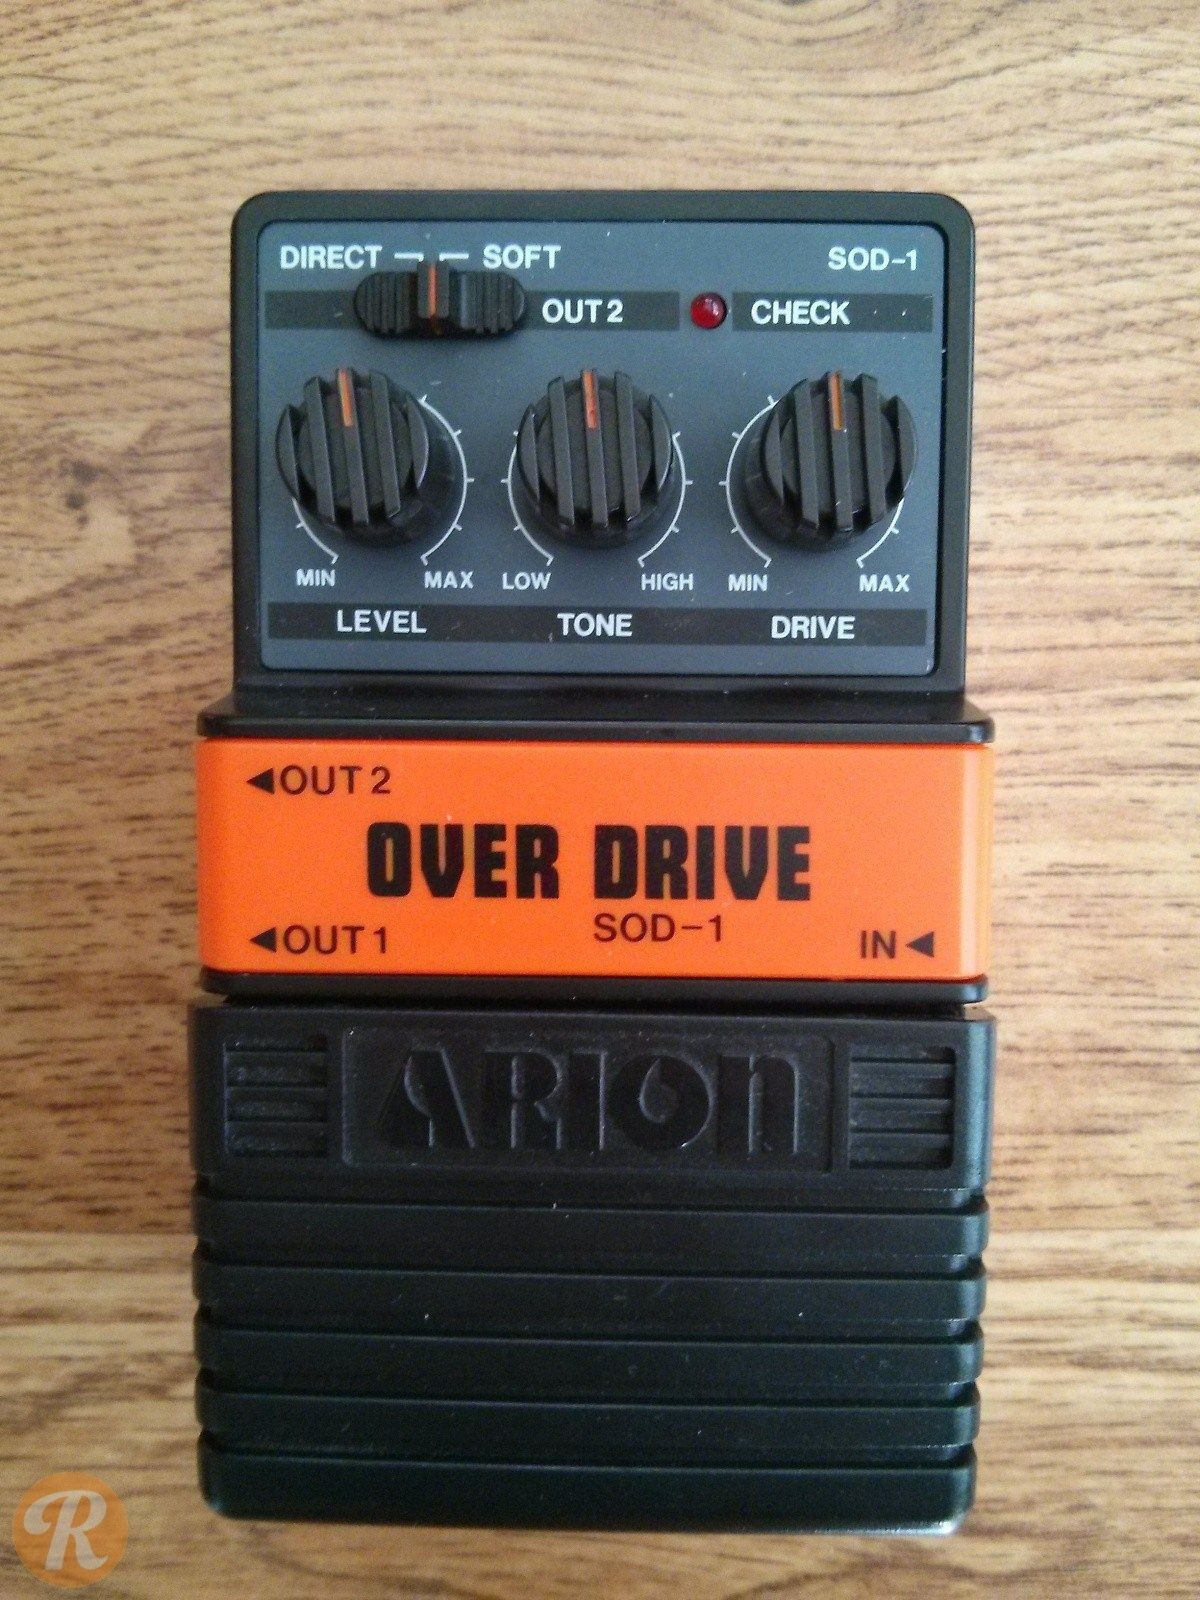 DIRECT SOFT SOD-1
OUT 2 CHECK
MIN MAX LOW HIGH MIN MAX
LEVEL TONE DRIVE
◄OUT 2
OVER DRIVE
SOD-1
◄OUT 1 IN◄
ARION
R